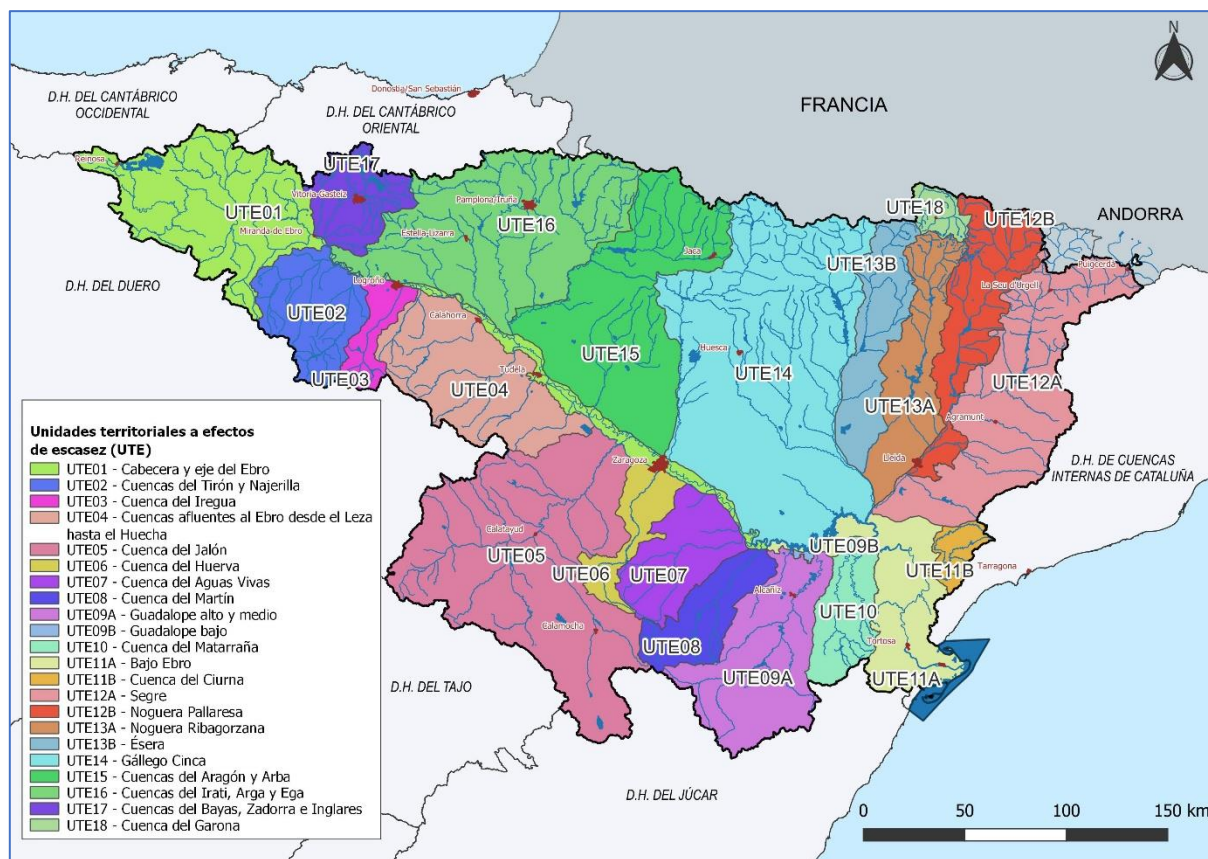 N
FRANCIA
ANDORRA
D.H. DEL CANTÁBRICO
OCCIDENTAL
D.H. DEL CANTÁBRICO
ORIENTAL
Donostia/San Sebastián
Reinosa
UTE17
Vitoria-Gasteiz
UTE01
Miranda de Ebro
Pamplona/Iruña
UTE16
Estella-Lizarra
Jaca
UTE18
UTE12B
Puigcerdà
UTE13B
La Seu d'Urgell
D.H. DEL DUERO
Logroño
UTE02
Calahorra
UTE03
UTE04
Tudela
UTE15
Huesca
UTE14
UTE13A
UTE12A
Agramunt
Lleida
D.H. DE CUENCAS
INTERNAS DE CATALUÑA
Zaragoza
Calatayud
UTE05
UTE06
UTE07
UTE09B
UTE11B
Tarragona
Alcañiz
UTE10
Calamocha
UTE08
Tortosa
UTE09A
UTE11A
D.H. DEL TAJO
D.H. DEL JÚCAR
Unidades territoriales a efectos
de escasez (UTE)
UTE01 - Cabecera y eje del Ebro
UTE02 - Cuencas del Tirón y Najerilla
UTE03 - Cuenca del Iregua
UTE04 - Cuencas afluentes al Ebro desde el Leza
hasta el Huecha
UTE05 - Cuenca del Jalón
UTE06 - Cuenca del Huerva
UTE07 - Cuenca del Aguas Vivas
UTE08 - Cuenca del Martín
UTE09A - Guadalope alto y medio
UTE09B - Guadalope bajo
UTE10 - Cuenca del Matarraña
UTE11A - Bajo Ebro
UTE11B - Cuenca del Ciurna
UTE12A - Segre
UTE12B - Noguera Pallaresa
UTE13A - Noguera Ribagorzana
UTE13B - Ésera
UTE14 - Gállego Cinca
UTE15 - Cuencas del Aragón y Arba
UTE16 - Cuencas del Irati, Arga y Ega
UTE17 - Cuencas del Bayas, Zadorra e Inglares
UTE18 - Cuenca del Garona
0 50 100 150 km